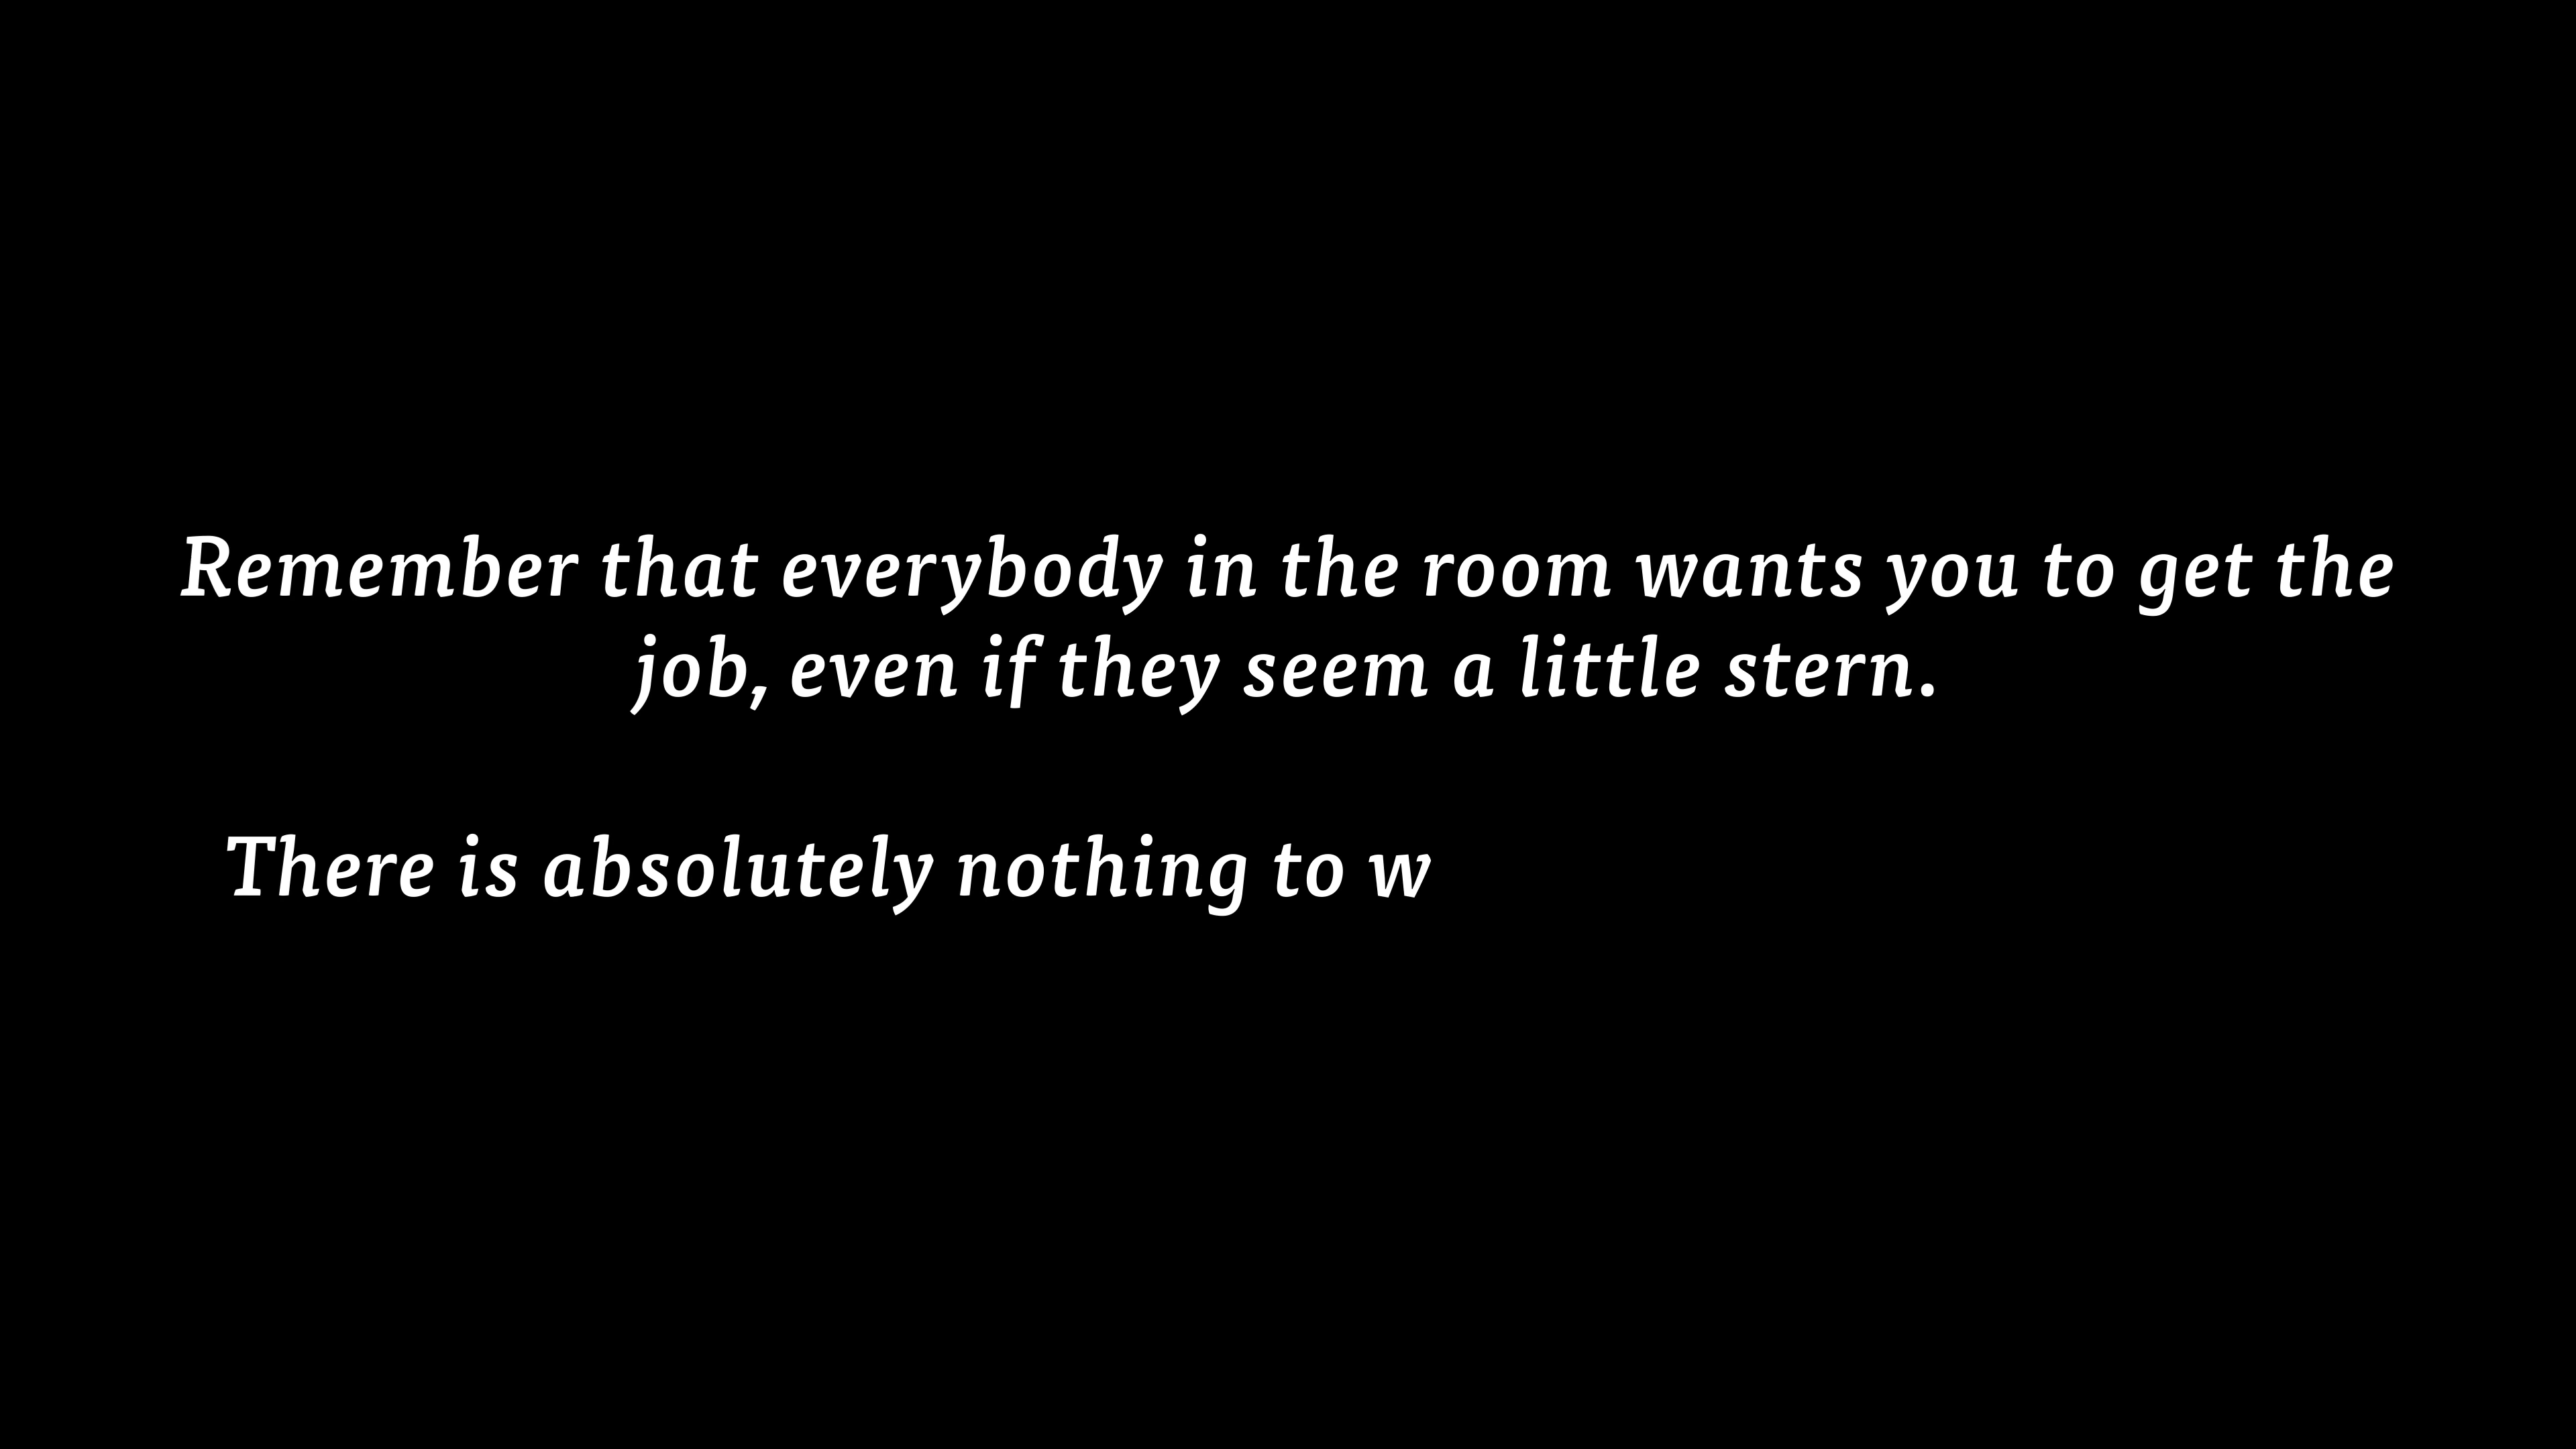 Remember that everybody in the room wants you to get the
job, even if they seem a little stern.
There is absolutely nothing to w